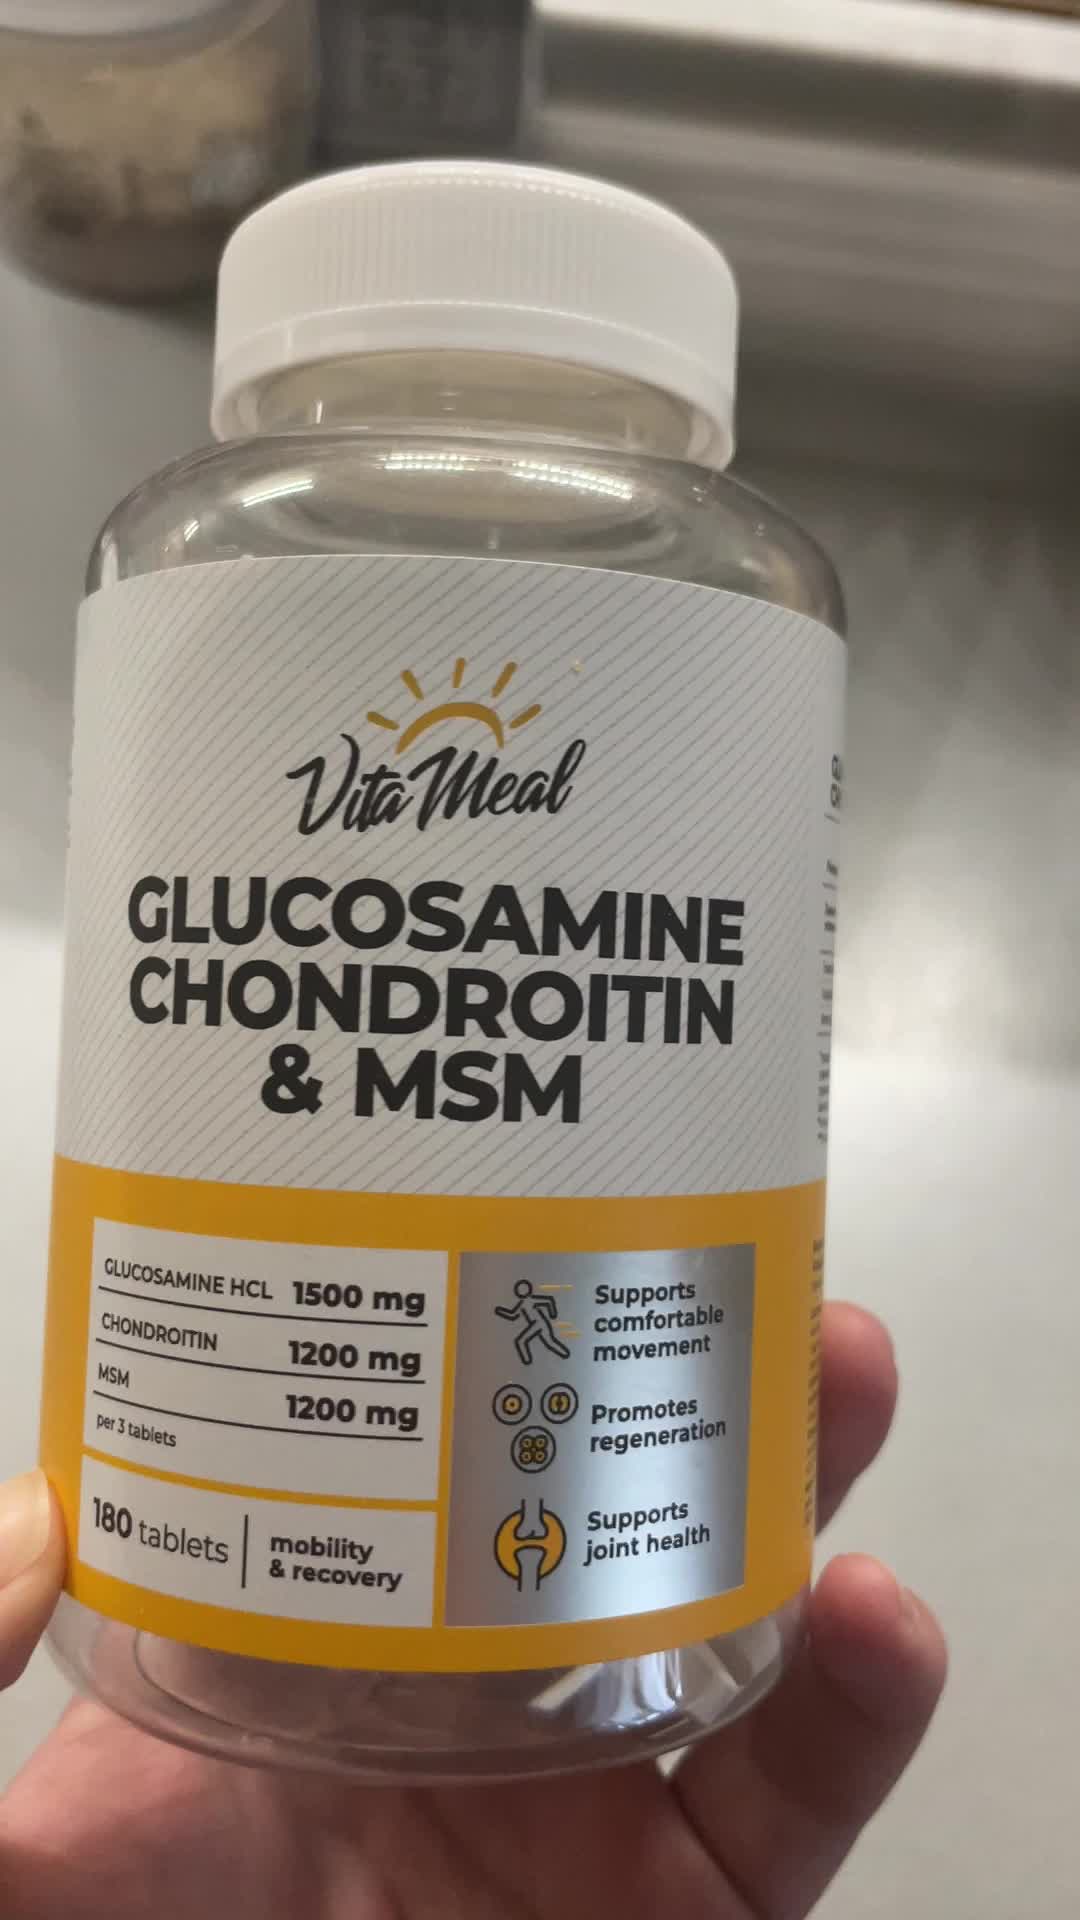 Vita Meal
GLUCOSAMINE
CHONDROITIN
& MSM
GLUCOSAMINE HCL 1500 mg
CHONDROITIN 1200 mg
MSM 1200 mg
per 3 tablets
180 tablets
mobility
& recovery
Supports
comfortable
movement
Promotes
regeneration
Supports
joint health